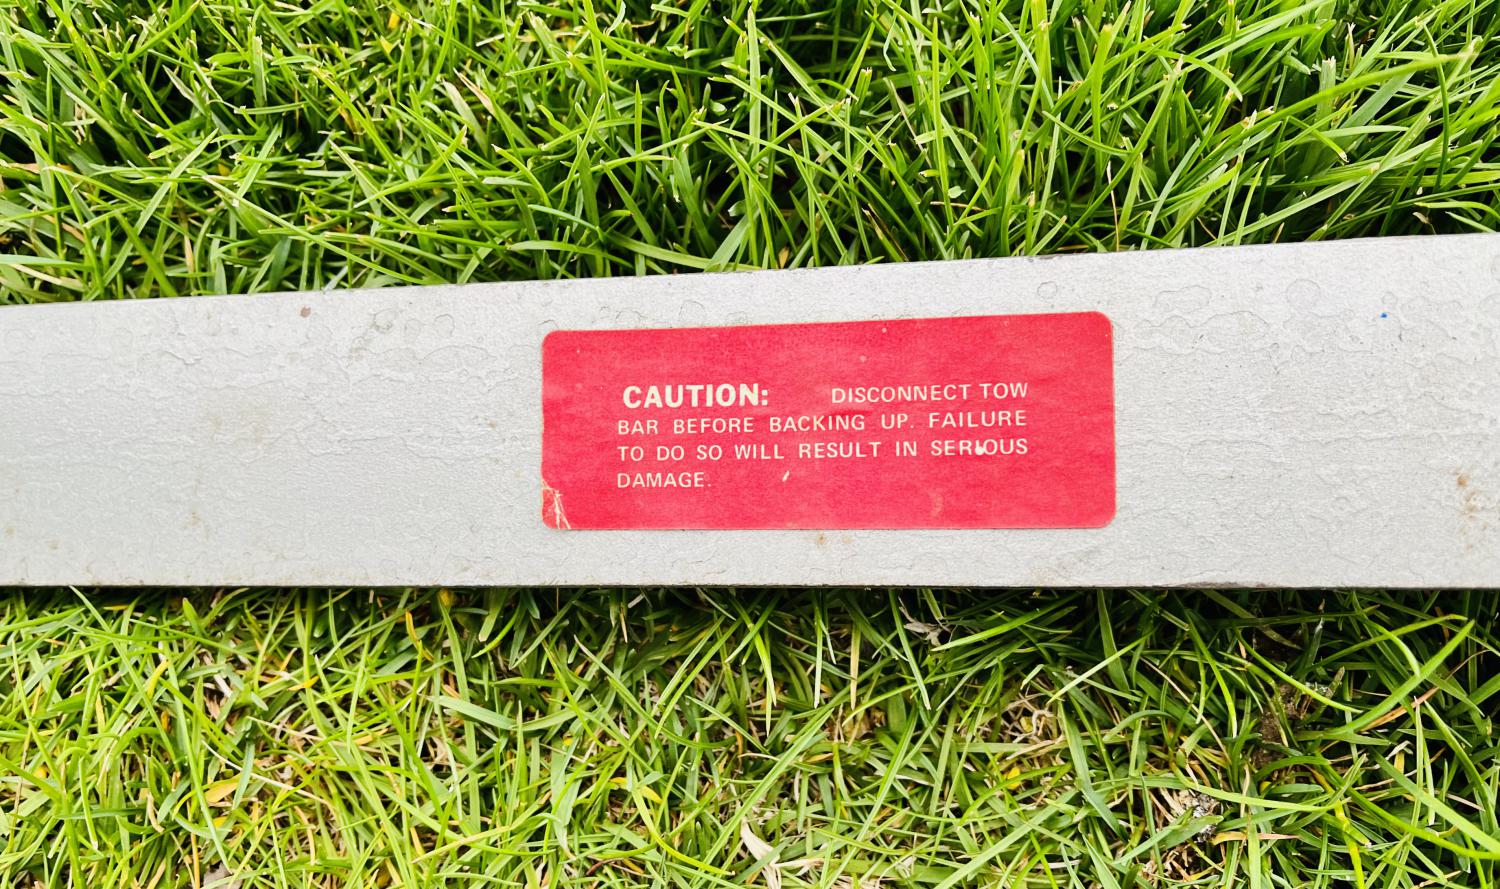 CAUTION: DISCONNECT TOW
BAR BEFORE BACKING UP. FAILURE
TO DO SO WILL RESULT IN SERIOUS
DAMAGE.